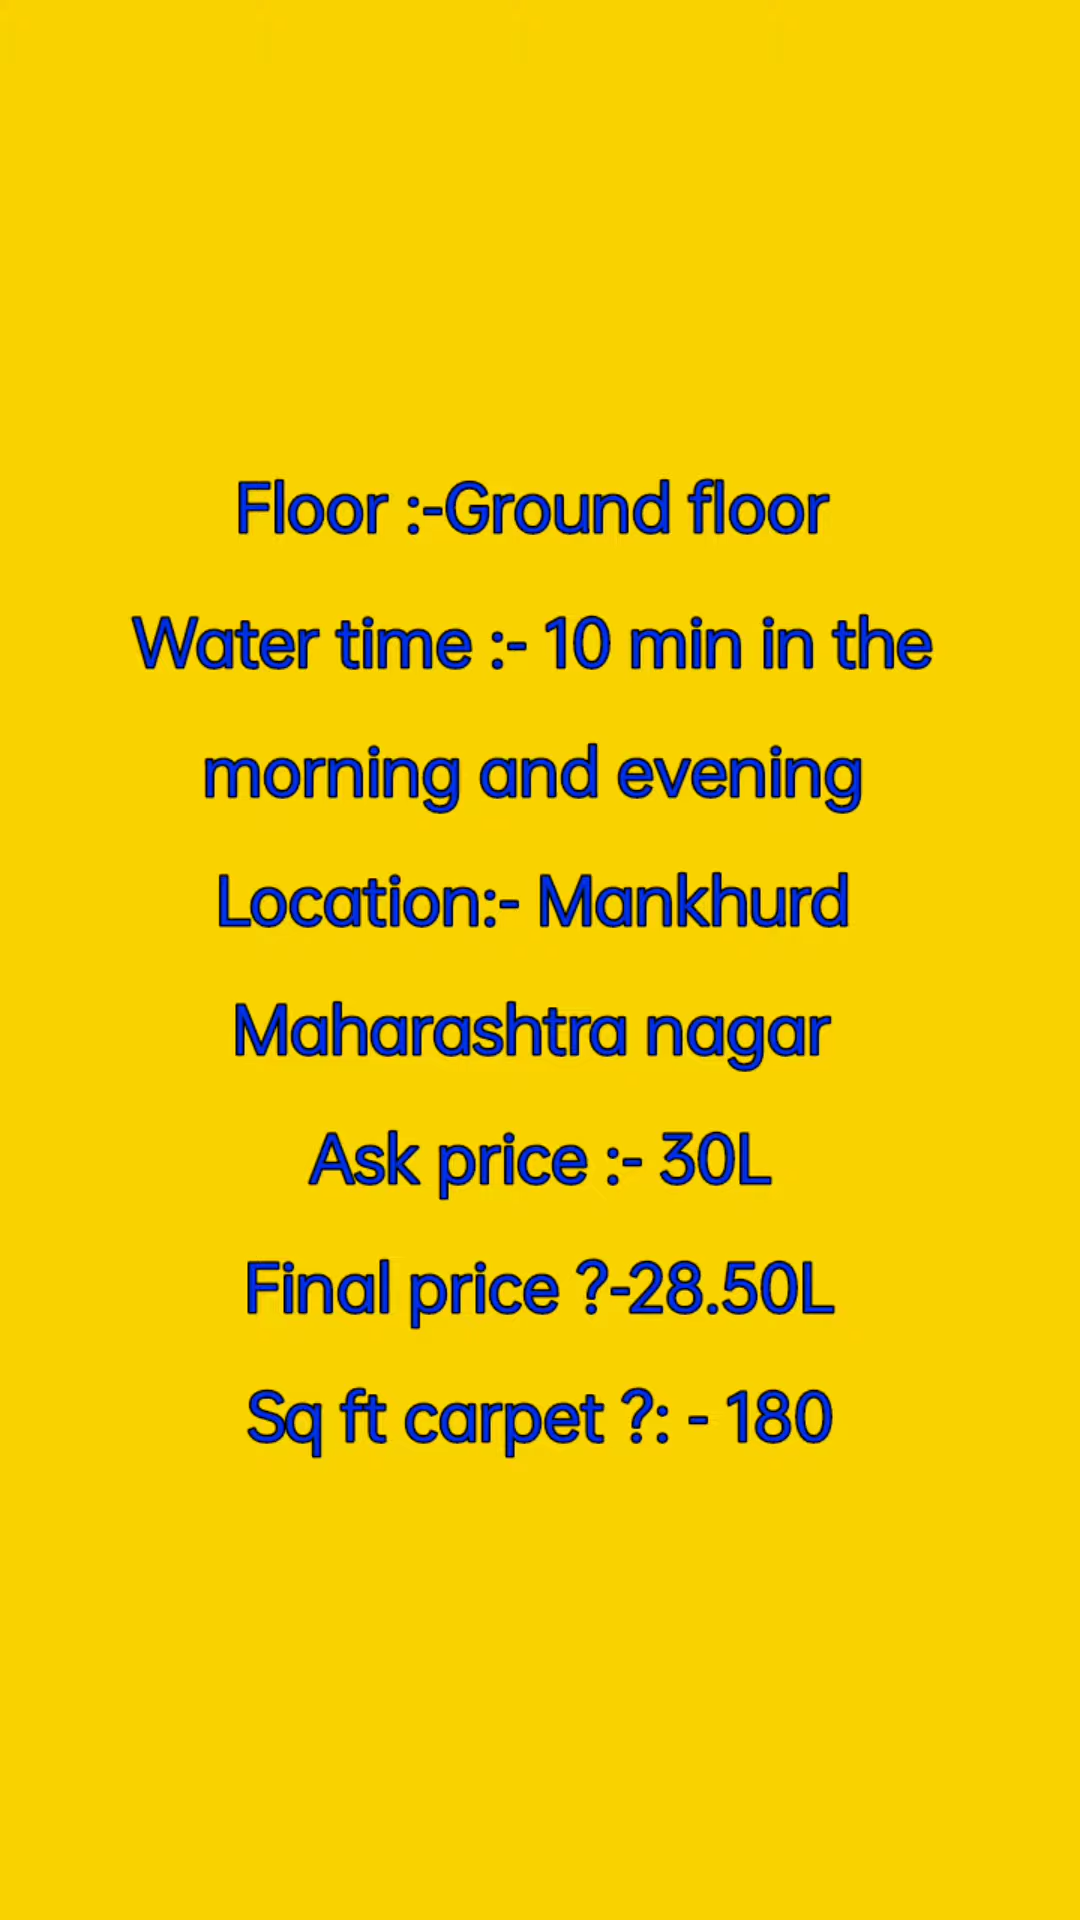 Floor :-Ground floor
Water time :- 10 min in the
morning and evening
Location:- Mankhurd
Maharashtra nagar
Ask price :- 30L
Final price ?-28.50L
Sq ft carpet ?: - 180